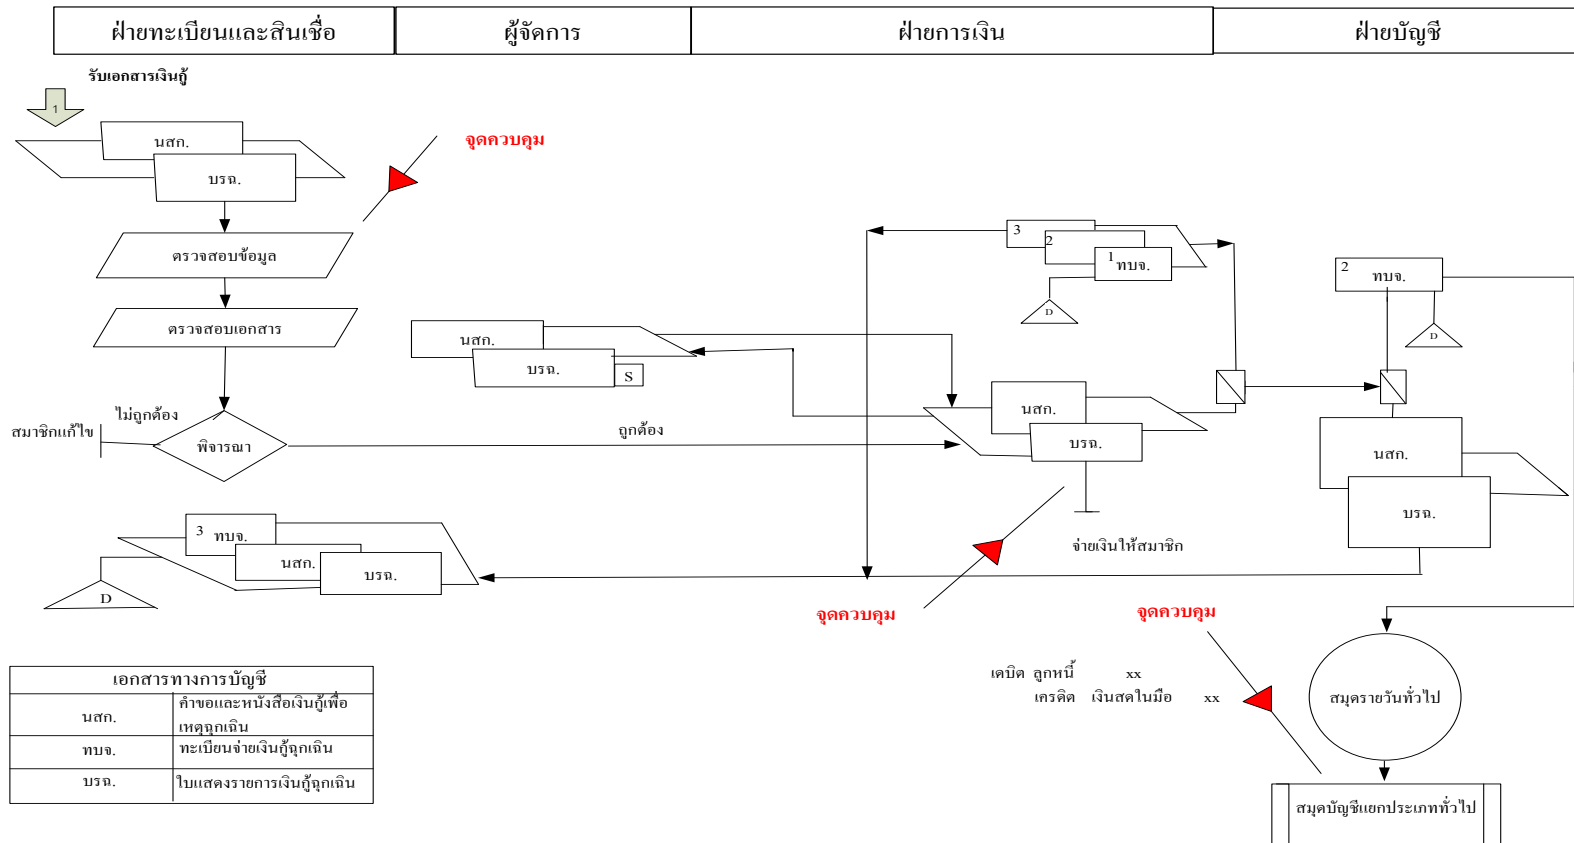 ฝ่ายทะเบียนและสินเชื่อ
ผู้จัดการ
ฝ่ายการเงิน
ฝ่ายบัญชี
รับเอกสารเงินกู้
1
นสก.
บรฉ.
จุดควบคุม
ตรวจสอบข้อมูล
ตรวจสอบเอกสาร
ไม่ถูกต้อง
สมาชิกแก้ไข
พิจารณา
ถูกต้อง
นสก.
บรฉ.
S
3
2
1
ทบจ.
D
2
ทบจ.
D
นสก.
บรฉ.
นสก.
บรฉ.
3 ทบจ.
นสก.
บรฉ.
D
จ่ายเงินให้สมาชิก
จุดควบคุม
จุดควบคุม
เดบิต ลูกหนี้ xx
เครดิต เงินสดในมือ xx
สมุดรายวันทั่วไป
สมุดบัญชีแยกประเภททั่วไป
เอกสารทางการบัญชี
นสก.
คำขอและหนังสือเงินกู้เพื่อ
เหตุฉุกเฉิน
ทบจ.
ทะเบียนจ่ายเงินกู้ฉุกเฉิน
บรฉ.
ใบแสดงรายการเงินกู้ฉุกเฉิน